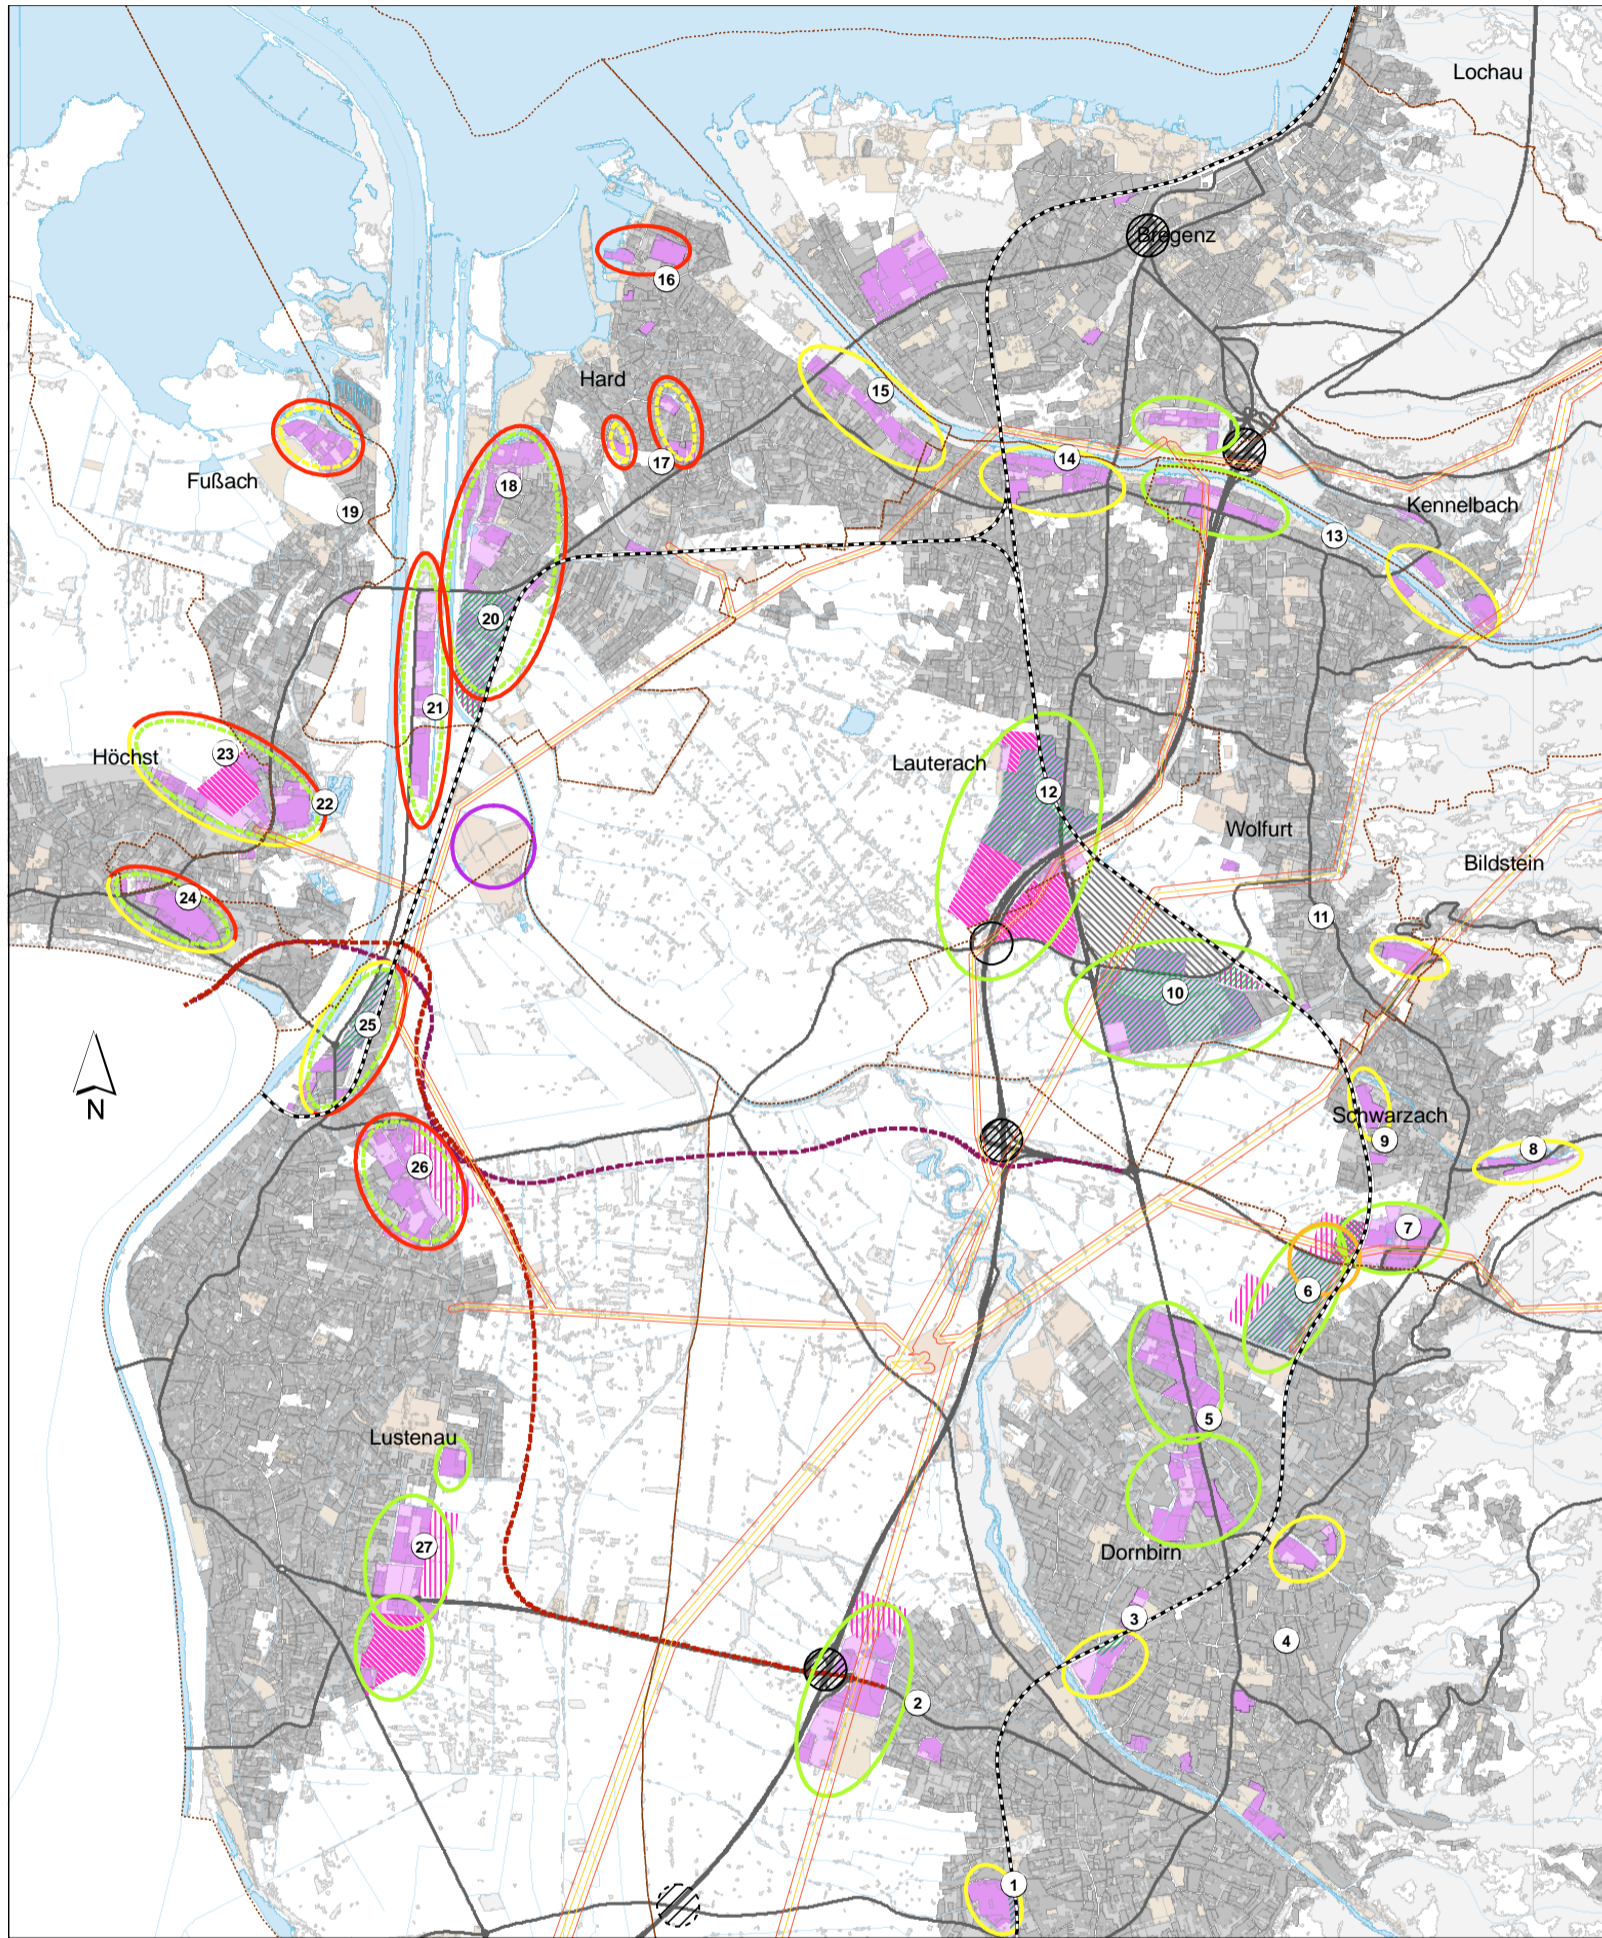 Lochau
Bregenz
16
Hard
15
17
14
18
Fußach
19
Kennelbach
13
20
21
23
Höchst
Lauterach
12
22
Wolfurt
Bildstein
24
11
10
25
N
Schwarzach
9
8
26
7
6
5
Lustenau
27
Dornbirn
3
4
2
1